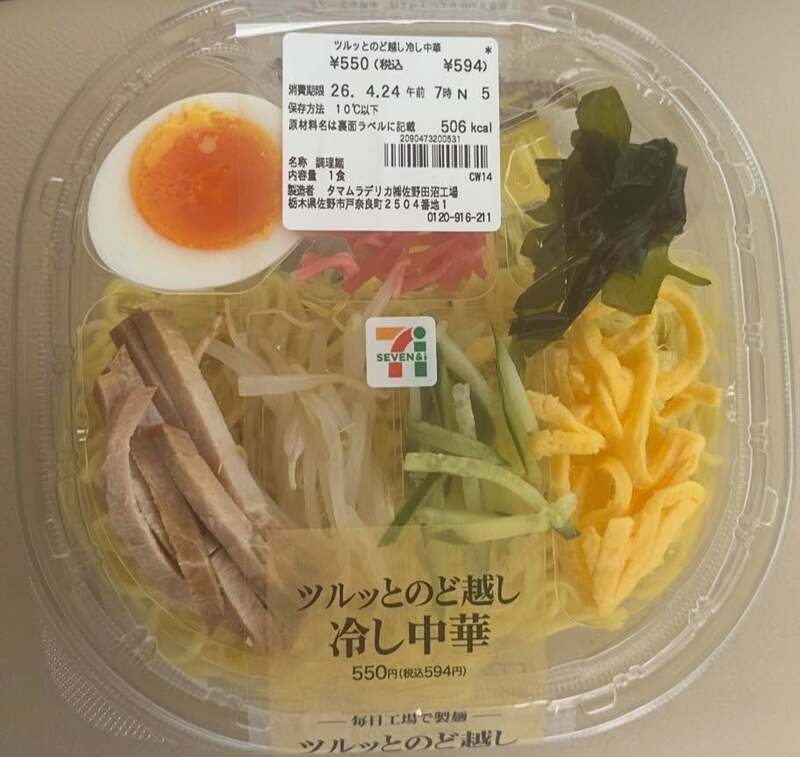 ツルッとのど越し冷し中華 *
¥550(税込 ¥594)
消費期限 26. 4.24 午前 7時 N 5
保存方法 10℃以下
原材料名は裏面ラベルに記載 506 kcal
2090473200531
名称 調理麺
内容量 1食 CW14
製造者 タマムラデリカ㈱佐野田沼工場
栃木県佐野市戸奈良町2504番地1
0120-916-211
7i
SEVEN&i
ツルッとのど越し
冷し中華
550円(税込594円)
毎日工場で製麺
ツルッとのど越し